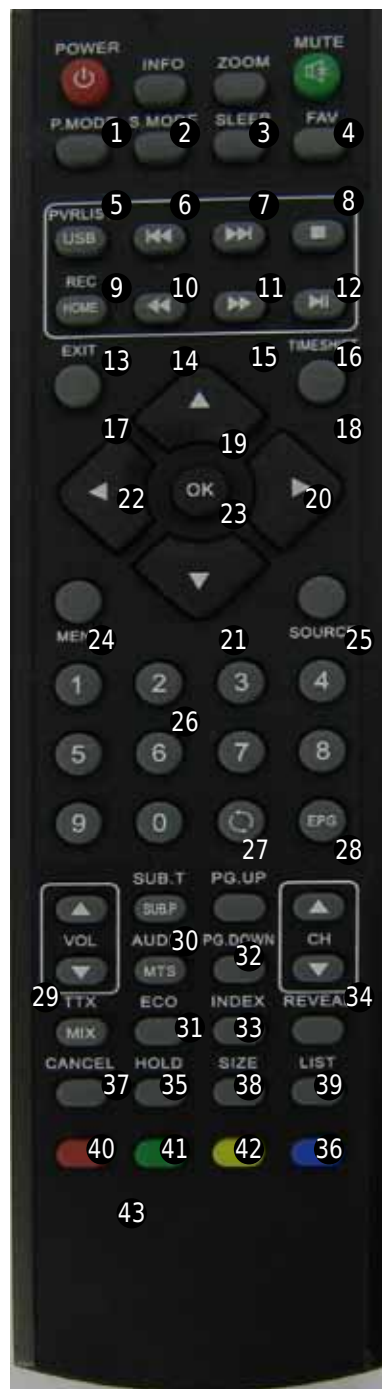 POWER INFO ZOOM MUTE
P.MODE S.MODE SLEEP FAV
1 2 3 4
PVRLIST 5 6 7 8
USB
REC 9 10 11 12
HOME
EXIT 13 14 15 TIMESHIFT 16
17 18
19
OK
22 23 20
MENU 24 21 SOURCE 25
1 2 3 4
26
5 6 7 8
9 0 EPG
27 28
SUB.T PG.UP
SUB.P
VOL AUDIO 30 PG.DOWN CH
32
MTS
29 34
TTX ECO INDEX REVEAL
MIX 31 33
CANCEL HOLD SIZE LIST
37 35 38 39
40 41 42 36
43